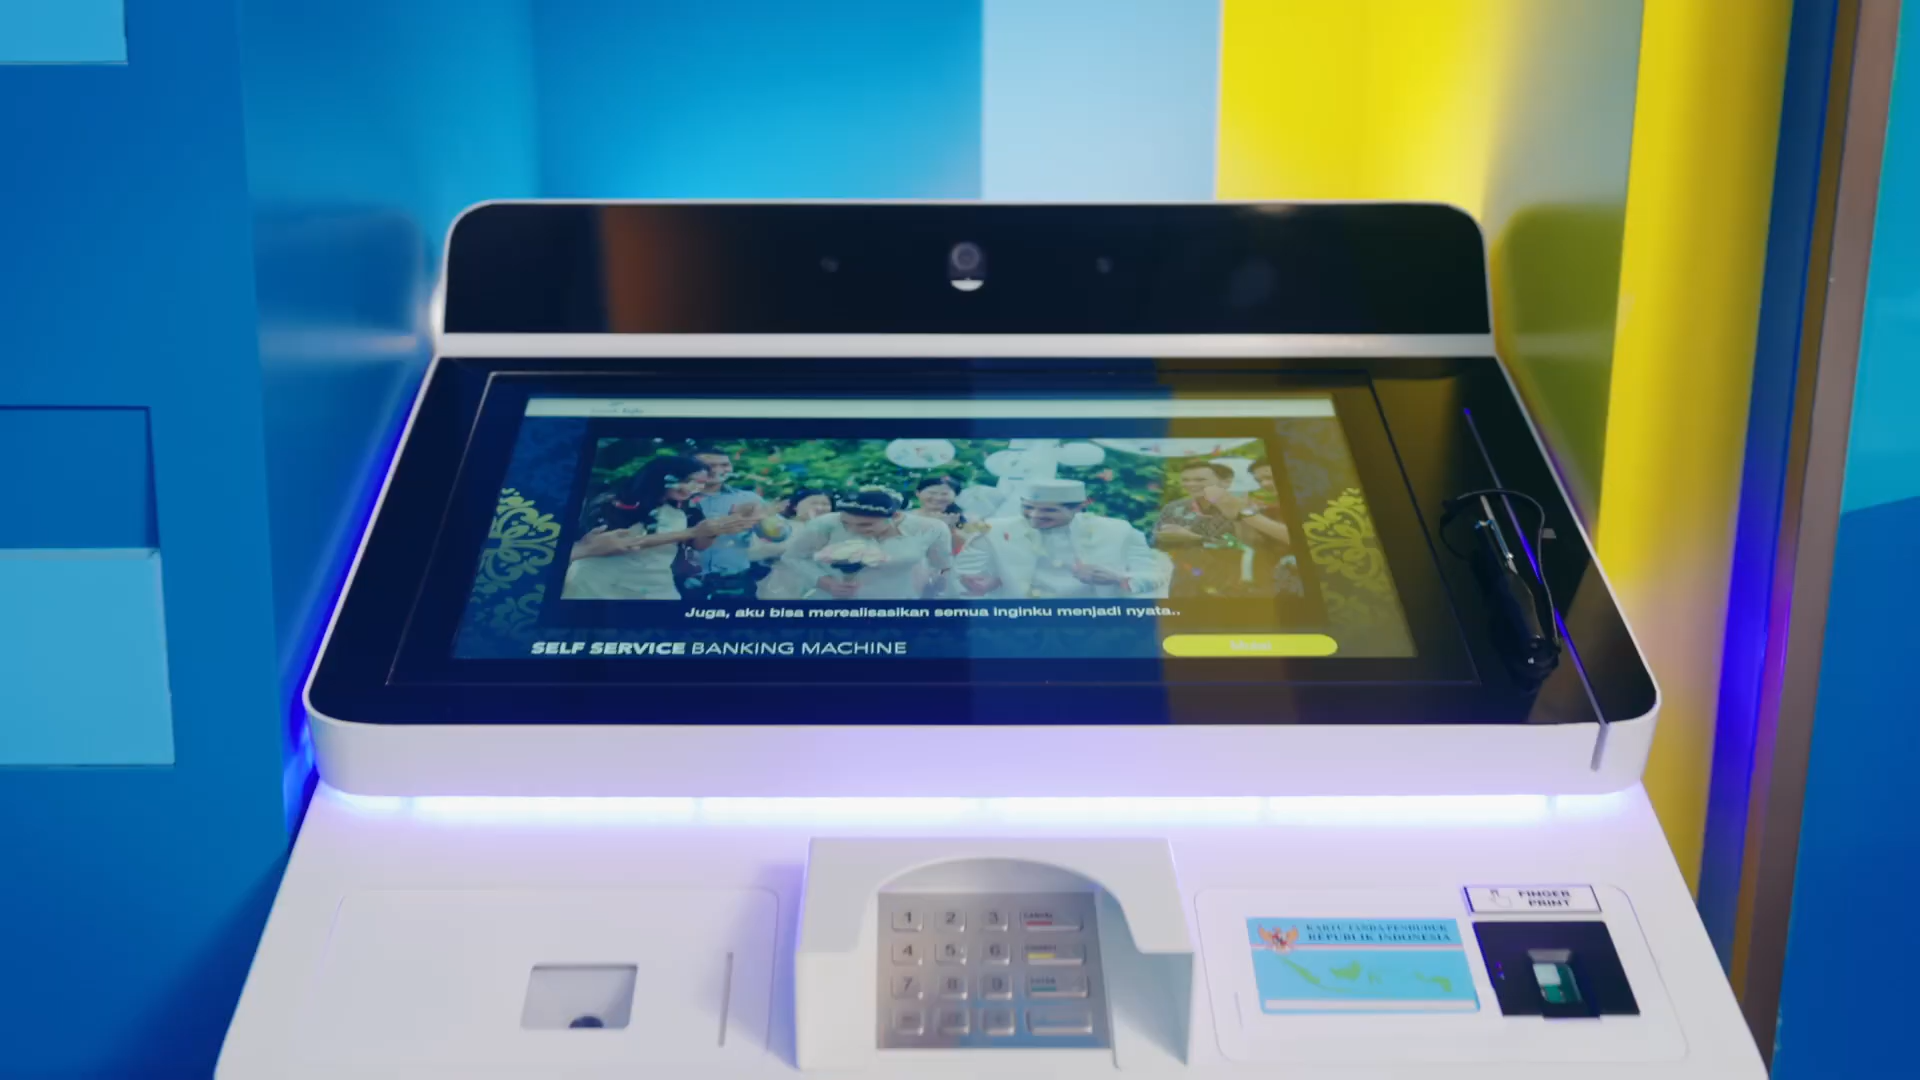 Juga, aku bisa merealisasikan semua inginku menjadi nyata..
SELF SERVICE BANKING MACHINE
1 2 3 CANCEL
4 5 6
7 8 9
FINGER
PRINT
KARTU TANDA PENDUDUK
REPUBLIK INDONESIA